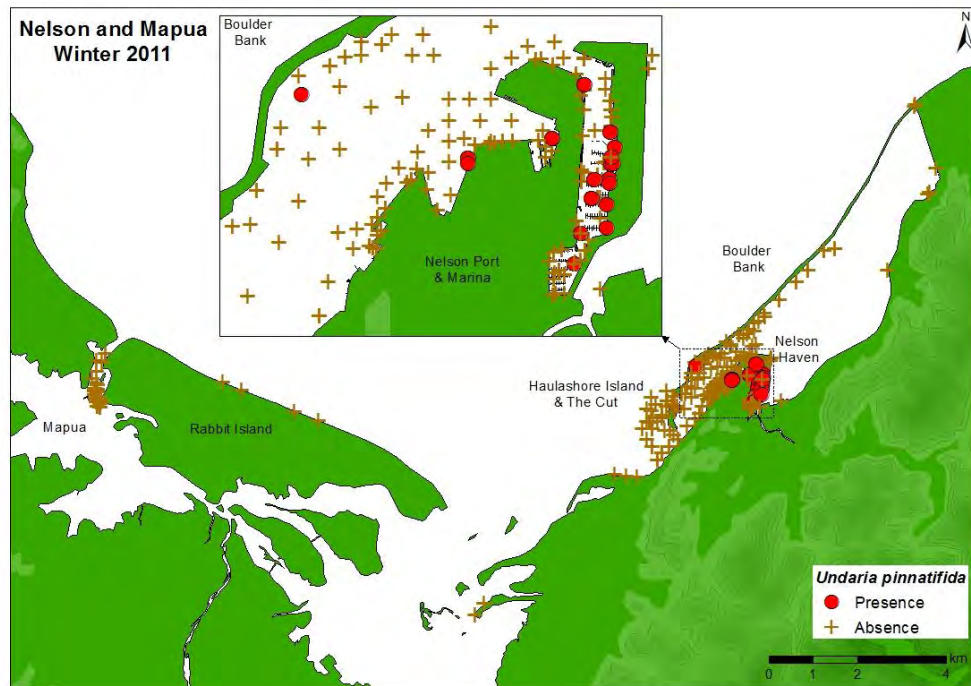 Nelson and Mapua
Winter 2011
Boulder
Bank
N
Nelson Port
& Marina
Boulder
Bank
Nelson
Haven
Haulashore Island
& The Cut
Mapua
Rabbit Island
Undaria pinnatifida
Presence
Absence
km
0 1 2 4